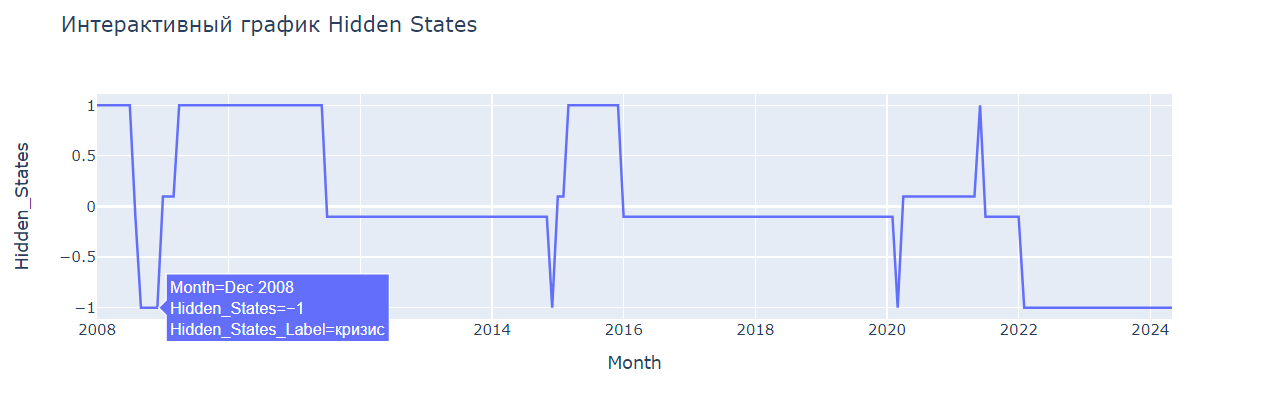 Интерактивный график Hidden States
Hidden_States
1
0.5
0
−0.5
−1
Month=Dec 2008
Hidden_States=−1
Hidden_States_Label=кризис
2008
2014
2016
2018
2020
2022
2024
Month